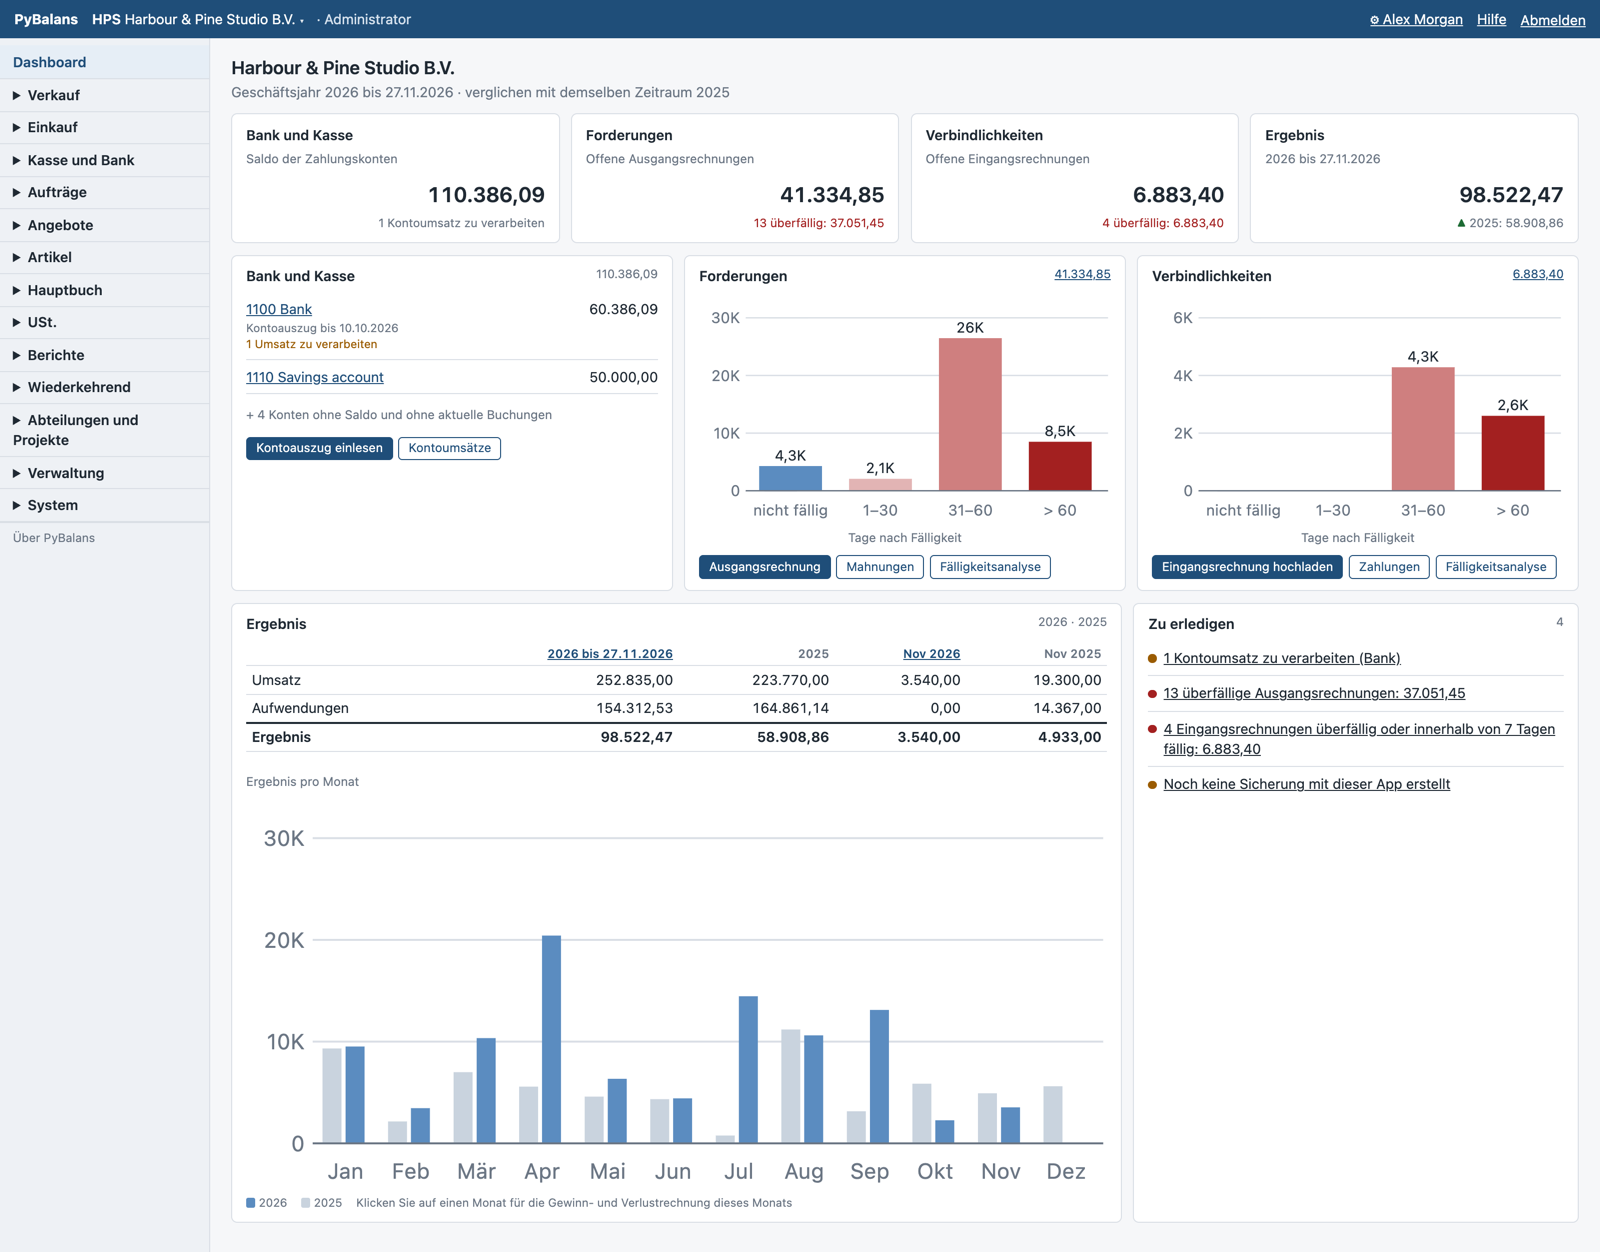 PyBalans HPS Harbour & Pine Studio B.V. ▾ · Administrator
⚙ Alex Morgan Hilfe Abmelden
Dashboard
▶ Verkauf
▶ Einkauf
▶ Kasse und Bank
▶ Aufträge
▶ Angebote
▶ Artikel
▶ Hauptbuch
▶ USt.
▶ Berichte
▶ Wiederkehrend
▶ Abteilungen und
Projekte
▶ Verwaltung
▶ System
Über PyBalans
Harbour & Pine Studio B.V.
Geschäftsjahr 2026 bis 27.11.2026 · verglichen mit demselben Zeitraum 2025
Bank und Kasse
Saldo der Zahlungskonten
110.386,09
1 Kontoumsatz zu verarbeiten
Forderungen
Offene Ausgangsrechnungen
41.334,85
13 überfällig: 37.051,45
Verbindlichkeiten
Offene Eingangsrechnungen
6.883,40
4 überfällig: 6.883,40
Ergebnis
2026 bis 27.11.2026
98.522,47
▲ 2025: 58.908,86
Bank und Kasse 110.386,09
1100 Bank 60.386,09
Kontoauszug bis 10.10.2026
1 Umsatz zu verarbeiten
1110 Savings account 50.000,00
+ 4 Konten ohne Saldo und ohne aktuelle Buchungen
Kontoauszug einlesen Kontoumsätze
Forderungen 41.334,85
30K
20K
10K
0
4,3K 2,1K 26K 8,5K
nicht fällig 1–30 31–60 > 60
Tage nach Fälligkeit
Ausgangsrechnung Mahnungen Fälligkeitsanalyse
Verbindlichkeiten 6.883,40
6K
4K
2K
0
4,3K 2,6K
nicht fällig 1–30 31–60 > 60
Tage nach Fälligkeit
Eingangsrechnung hochladen Zahlungen Fälligkeitsanalyse
Ergebnis 2026 · 2025
2026 bis 27.11.2026 2025 Nov 2026 Nov 2025
Umsatz 252.835,00 223.770,00 3.540,00 19.300,00
Aufwendungen 154.312,53 164.861,14 0,00 14.367,00
Ergebnis 98.522,47 58.908,86 3.540,00 4.933,00
Ergebnis pro Monat
30K
20K
10K
0
Jan Feb Mär Apr Mai Jun Jul Aug Sep Okt Nov Dez
2026 2025 Klicken Sie auf einen Monat für die Gewinn- und Verlustrechnung dieses Monats
Zu erledigen 4
1 Kontoumsatz zu verarbeiten (Bank)
13 überfällige Ausgangsrechnungen: 37.051,45
4 Eingangsrechnungen überfällig oder innerhalb von 7 Tagen
fällig: 6.883,40
Noch keine Sicherung mit dieser App erstellt